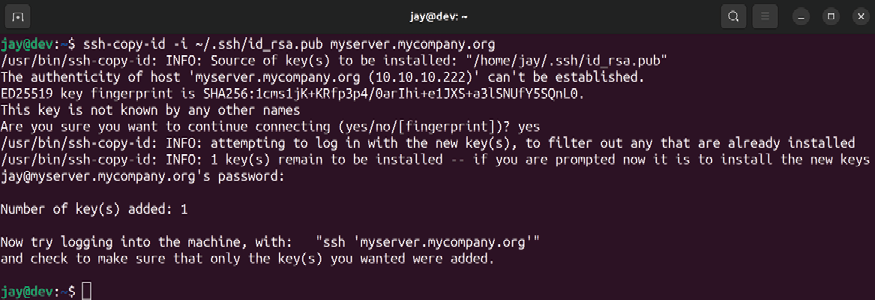 jay@dev: ~
jay@dev:~$ ssh-copy-id -i ~/.ssh/id_rsa.pub myserver.mycompany.org
/usr/bin/ssh-copy-id: INFO: Source of key(s) to be installed: "/home/jay/.ssh/id_rsa.pub"
The authenticity of host 'myserver.mycompany.org (10.10.10.222)' can't be established.
ED25519 key fingerprint is SHA256:1cms1jK+KRfp3p4/0arIhi+e1JXS+a3lSNUfY5SQnL0.
This key is not known by any other names
Are you sure you want to continue connecting (yes/no/[fingerprint])? yes
/usr/bin/ssh-copy-id: INFO: attempting to log in with the new key(s), to filter out any that are already installed
/usr/bin/ssh-copy-id: INFO: 1 key(s) remain to be installed -- if you are prompted now it is to install the new keys
jay@myserver.mycompany.org's password:
Number of key(s) added: 1
Now try logging into the machine, with:   "ssh 'myserver.mycompany.org'"
and check to make sure that only the key(s) you wanted were added.
jay@dev:~$